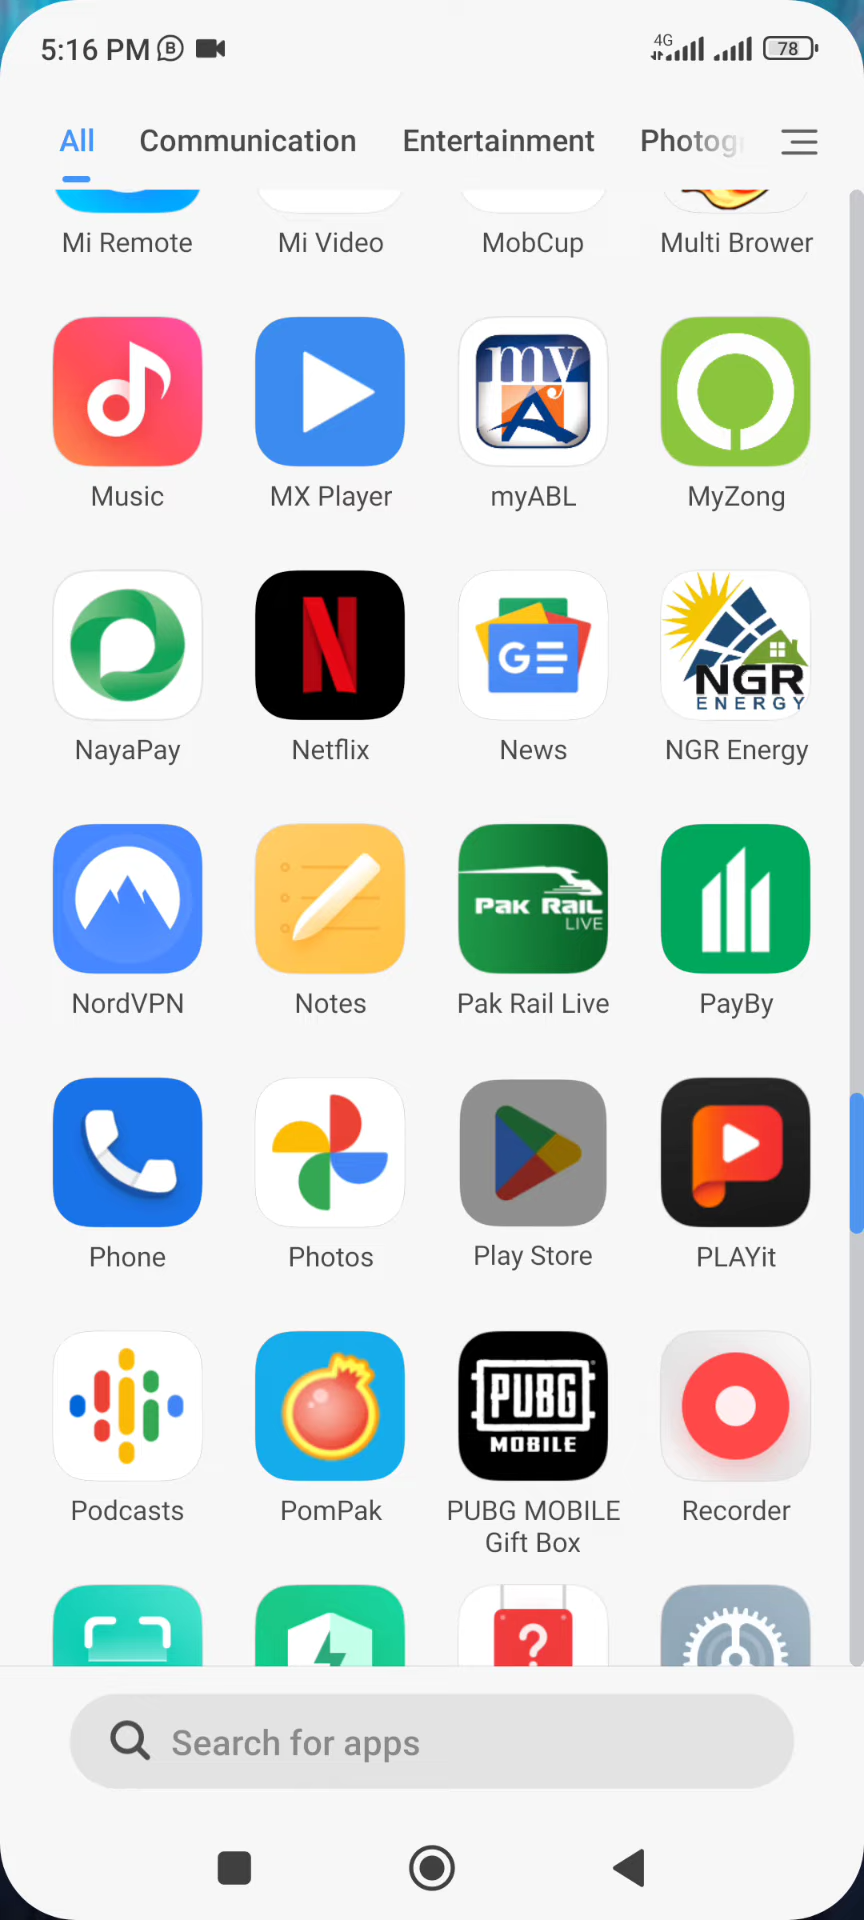 5:16 PM
4G
78
All Communication Entertainment Photog
Mi Remote Mi Video MobCup Multi Brower
my
Music MX Player myABL MyZong
N
GE
NGR
ENERGY
NayaPay Netflix News NGR Energy
PAK RAIL
LIVE
NordVPN Notes Pak Rail Live PayBy
Phone Photos Play Store PLAYit
PUBG
MOBILE
Podcasts PomPak PUBG MOBILE Recorder
Gift Box
?
Search for apps